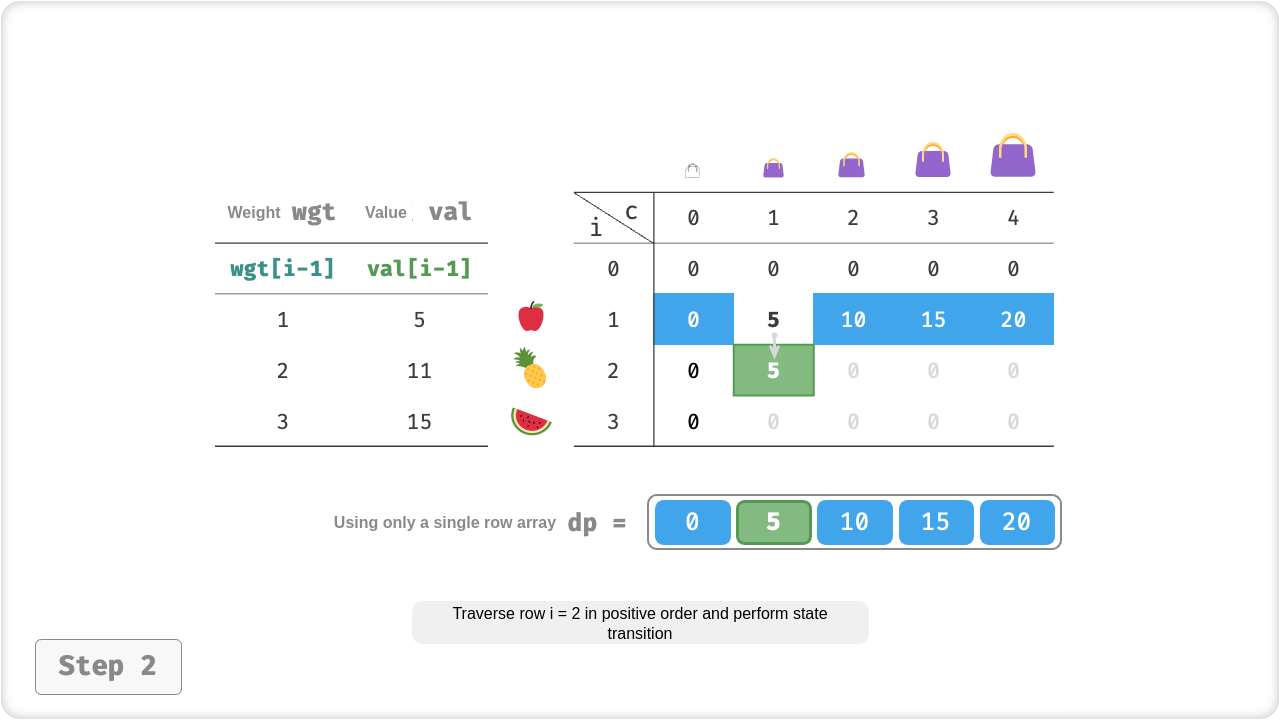 Weight wgt Value val
wgt[i-1] val[i-1]
1 5
2 11
3 15
c
i
0 1 2 3 4
0 0 0 0 0 0
1 0 5 10 15 20
2 0 5 0 0 0
3 0 0 0 0 0
Using only a single row array dp = 0 5 10 15 20
Traverse row i = 2 in positive order and perform state
transition
Step 2